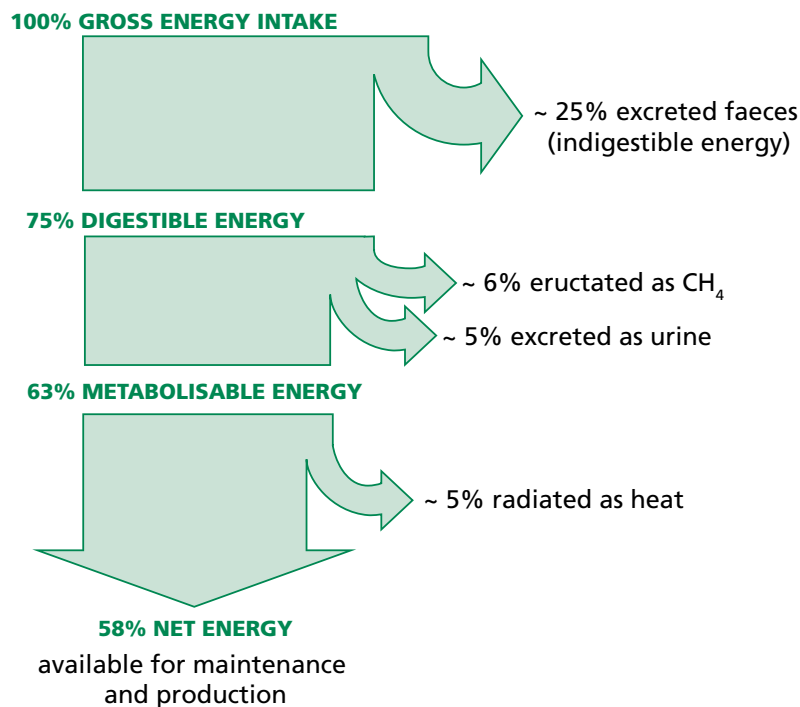 100% GROSS ENERGY INTAKE
~ 25% excreted faeces
(indigestible energy)
75% DIGESTIBLE ENERGY
~ 6% eructated as CH₄
~ 5% excreted as urine
63% METABOLISABLE ENERGY
~ 5% radiated as heat
58% NET ENERGY
available for maintenance
and production